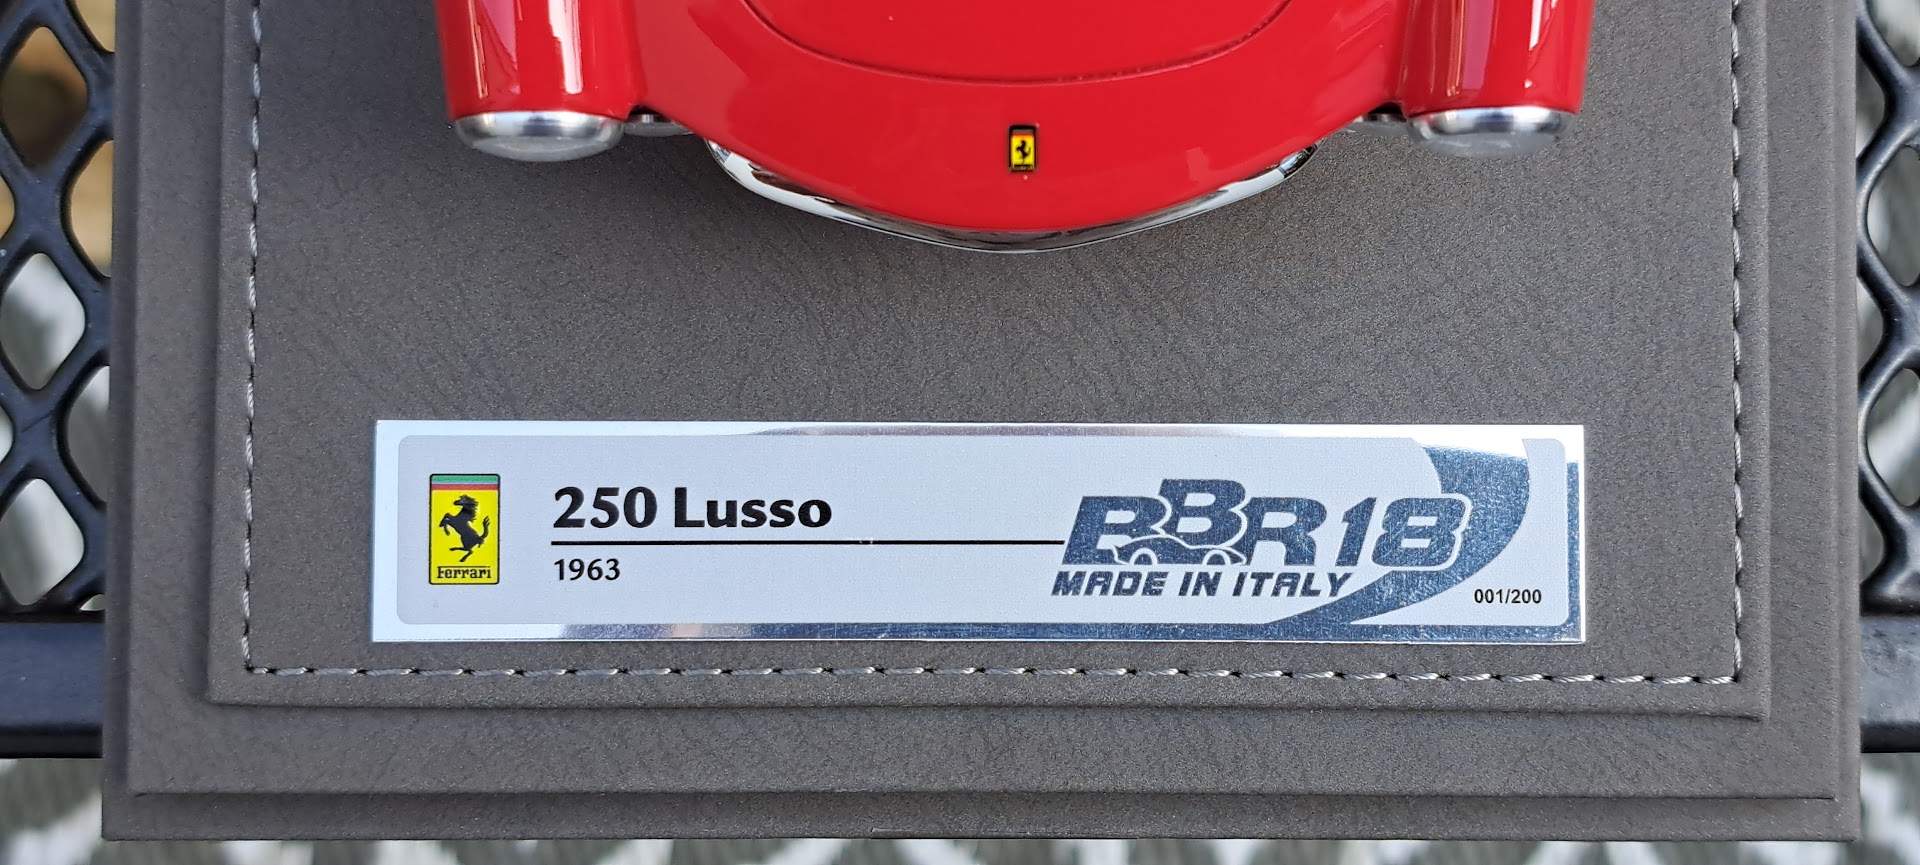 250 Lusso
1963
Ferrari
BBR18
MADE IN ITALY
001/200